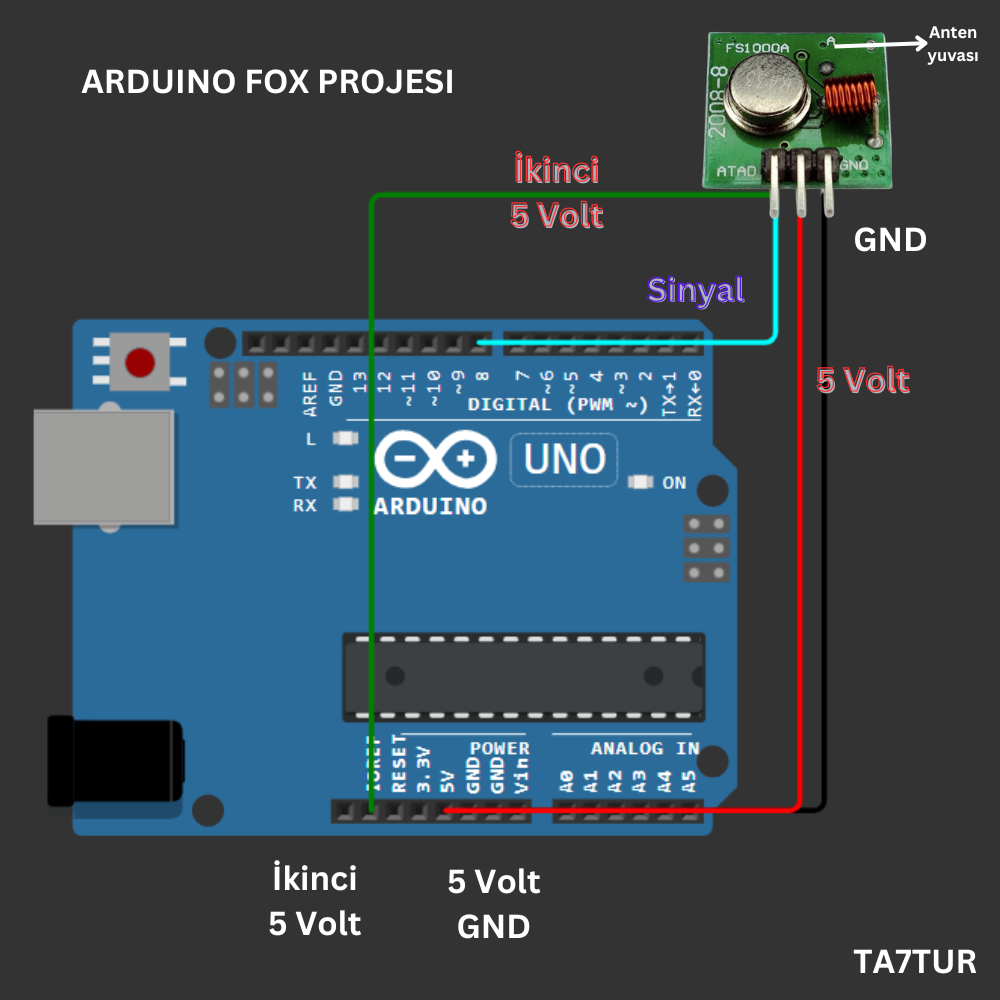 ARDUINO FOX PROJESI
Anten
yuvası
FS1000A
A
2008-8
ATAD
GND
İkinci
5 Volt
GND
Sinyal
5 Volt
AREF
GND
13
12
~11
~10
~9
8
7
~6
~5
4
~3
2
TX→1
RX←0
DIGITAL (PWM ~)
L
TX
RX
UNO
ON
ARDUINO
IOREF
RESET
3.3V
5V
GND
GND
Vin
POWER
ANALOG IN
A0
A1
A2
A3
A4
A5
İkinci
5 Volt
5 Volt
GND
TA7TUR